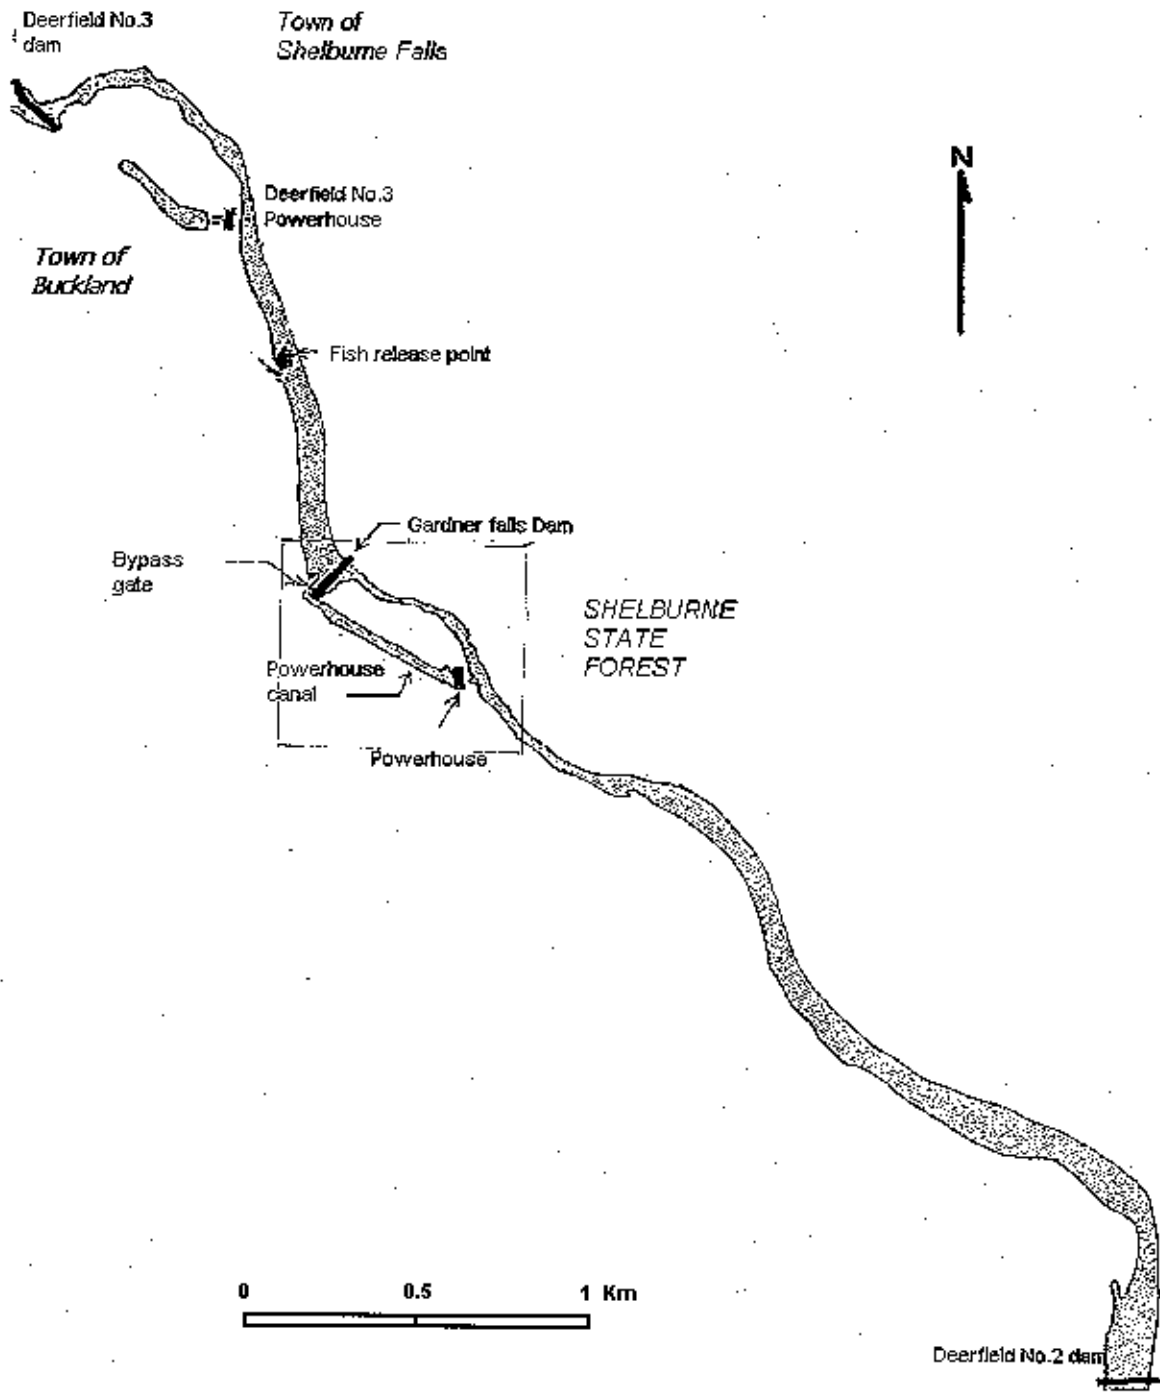 Deerfield No.3
dam
Town of
Shelburne Falls
N
Deerfield No.3
Powerhouse
Town of
Buckland
Fish release point
Gardner falls Dam
Bypass
gate
SHELBURNE
STATE
FOREST
Powerhouse
canal
Powerhouse
0 0.5 1 Km
Deerfield No.2 dam